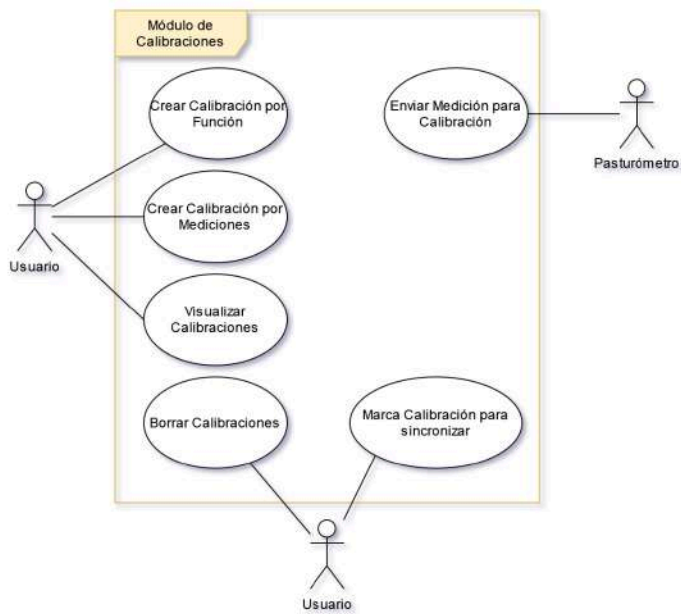 Módulo de
Calibraciones
Crear Calibración por
Función
Enviar Medición para
Calibración
Pasturómetro
Crear Calibración por
Mediciones
Usuario
Visualizar
Calibraciones
Borrar Calibraciones
Marca Calibración para
sincronizar
Usuario